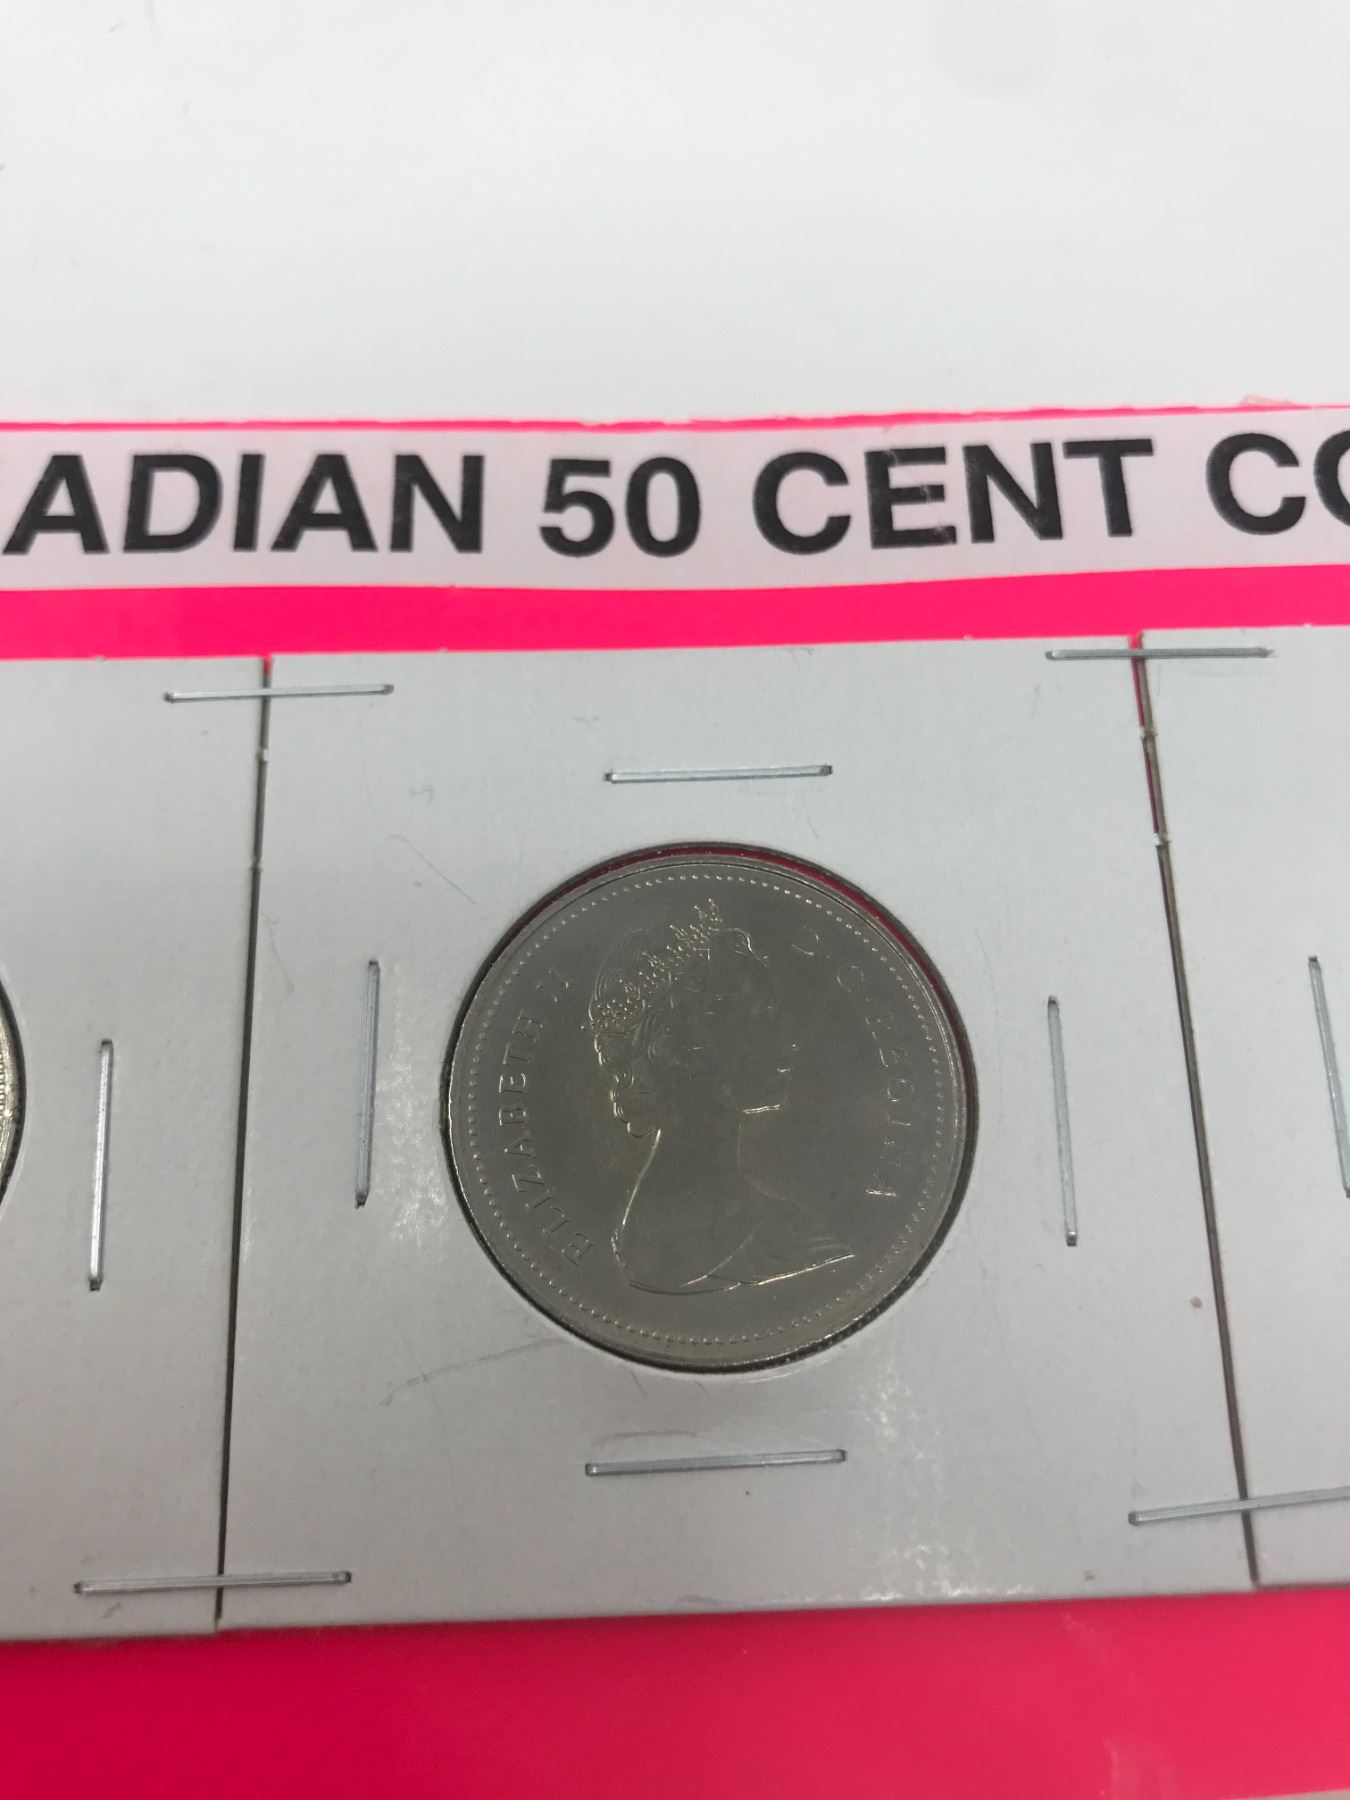 ADIAN 50 CENT CO
ELIZABETH II D·G·REGINA